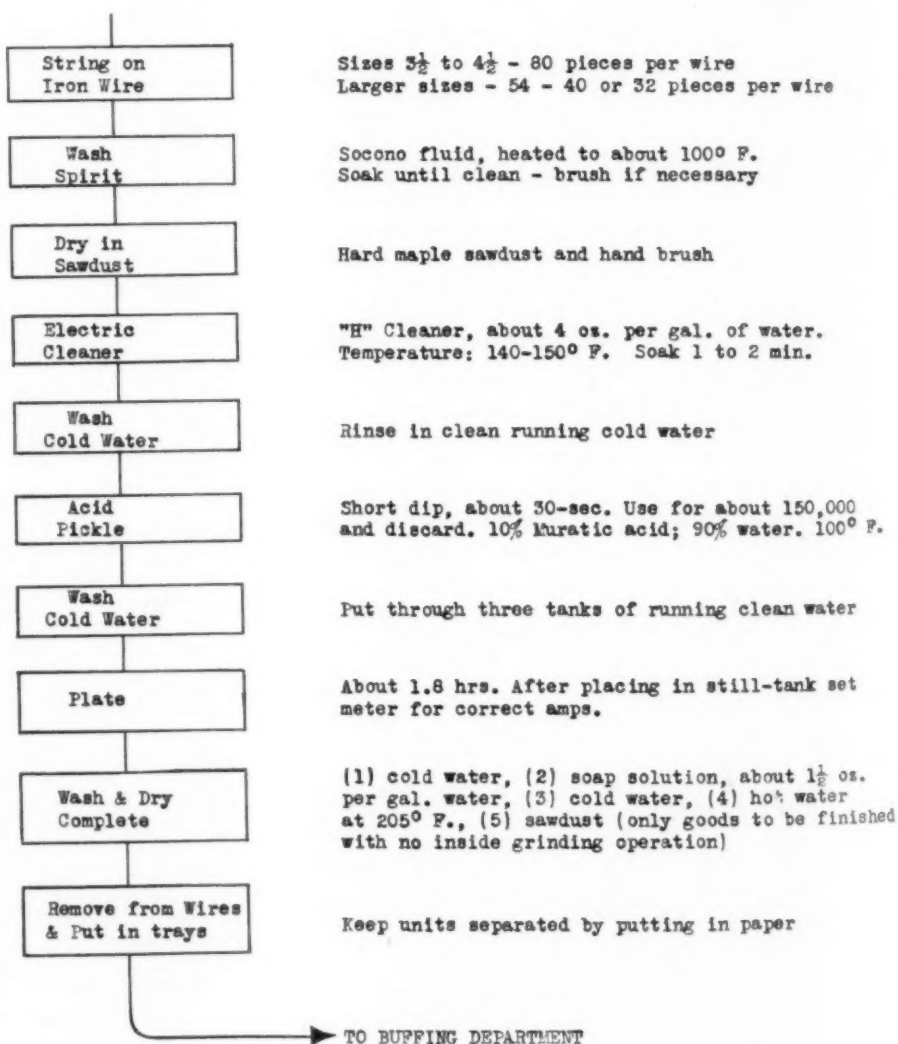 String on
Iron Wire
Sizes 3½ to 4½ - 80 pieces per wire
Larger sizes - 54 - 40 or 32 pieces per wire
Wash
Spirit
Socono fluid, heated to about 100° F.
Soak until clean - brush if necessary
Dry in
Sawdust
Hard maple sawdust and hand brush
Electric
Cleaner
"H" Cleaner, about 4 oz. per gal. of water.
Temperature: 140-150° F. Soak 1 to 2 min.
Wash
Cold Water
Rinse in clean running cold water
Acid
Pickle
Short dip, about 30-sec. Use for about 150,000
and discard. 10% Muratic acid; 90% water. 100° F.
Wash
Cold Water
Put through three tanks of running clean water
Plate
About 1.8 hrs. After placing in still-tank set
meter for correct amps.
Wash & Dry
Complete
(1) cold water, (2) soap solution, about 1½ oz.
per gal. water, (3) cold water, (4) hot water
at 205° F., (5) sawdust (only goods to be finished
with no inside grinding operation)
Remove from Wires
& Put in trays
Keep units separated by putting in paper
TO BUFFING DEPARTMENT